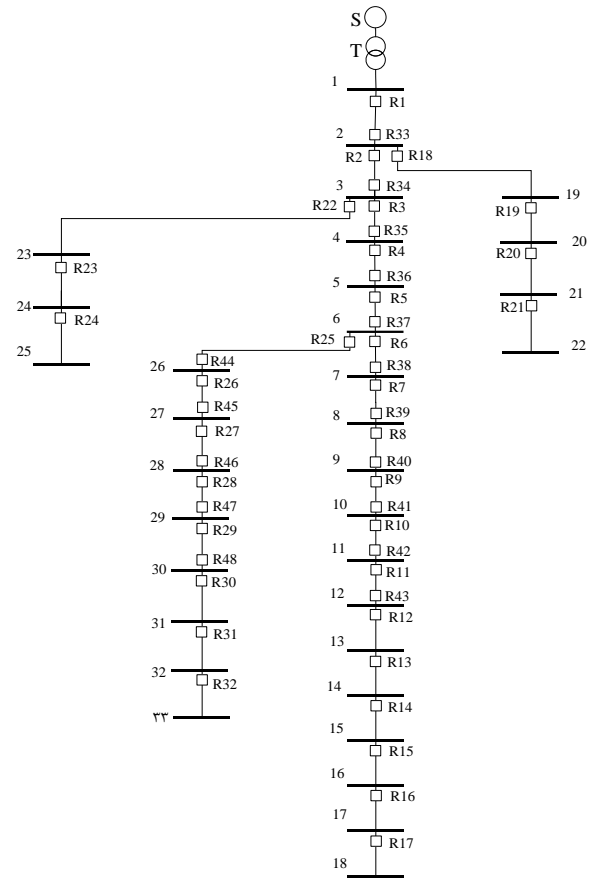 S
T
1
R1
2 R33
R2 R18
3 R34
R22 R3 19
R19
4 R35
R4 20
23 R20
R23 5 R36
R5 21
24 R21
R24 6 R37
R25 R6 22
25 R44 R38
26 7
R26 R7
R45 8 R39
27 R27 R8
R46 9 R40
28 R28 R9
R47 10 R41
29 R29 R10
R48 11 R42
30 R30 R11
12 R43
R12
31 R31 13
R13
32 R32 14
R14
۳۳ 15
R15
16
R16
17
R17
18